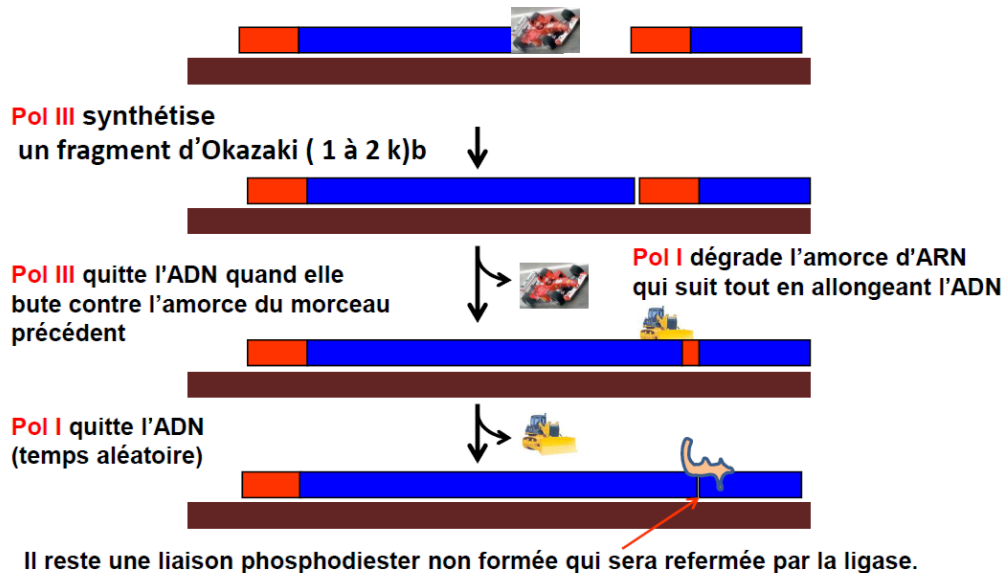 Pol III synthétise
un fragment d'Okazaki ( 1 à 2 k)b
Pol III quitte l'ADN quand elle
bute contre l'amorce du morceau
précédent
Pol I dégrade l'amorce d'ARN
qui suit tout en allongeant l'ADN
Pol I quitte l'ADN
(temps aléatoire)
Il reste une liaison phosphodiester non formée qui sera refermée par la ligase.